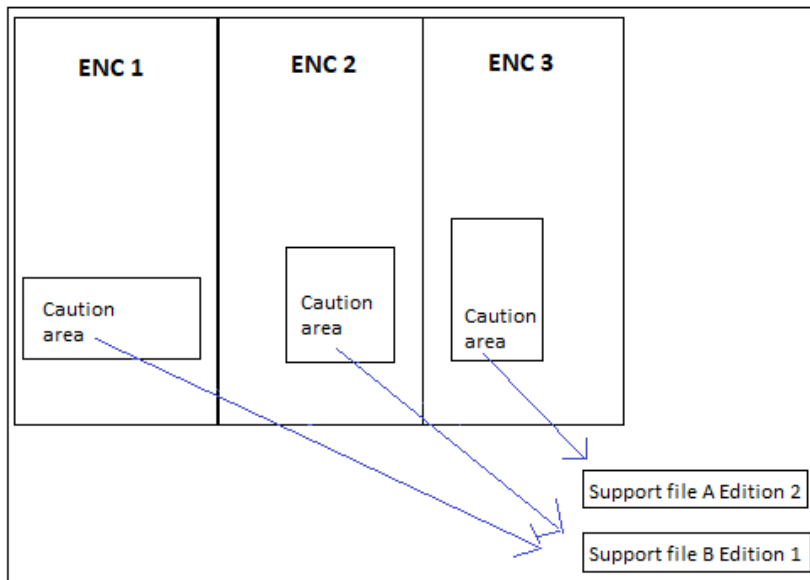 ENC 1
ENC 2
ENC 3
Caution
area
Caution
area
Caution
area
Support file A Edition 2
Support file B Edition 1